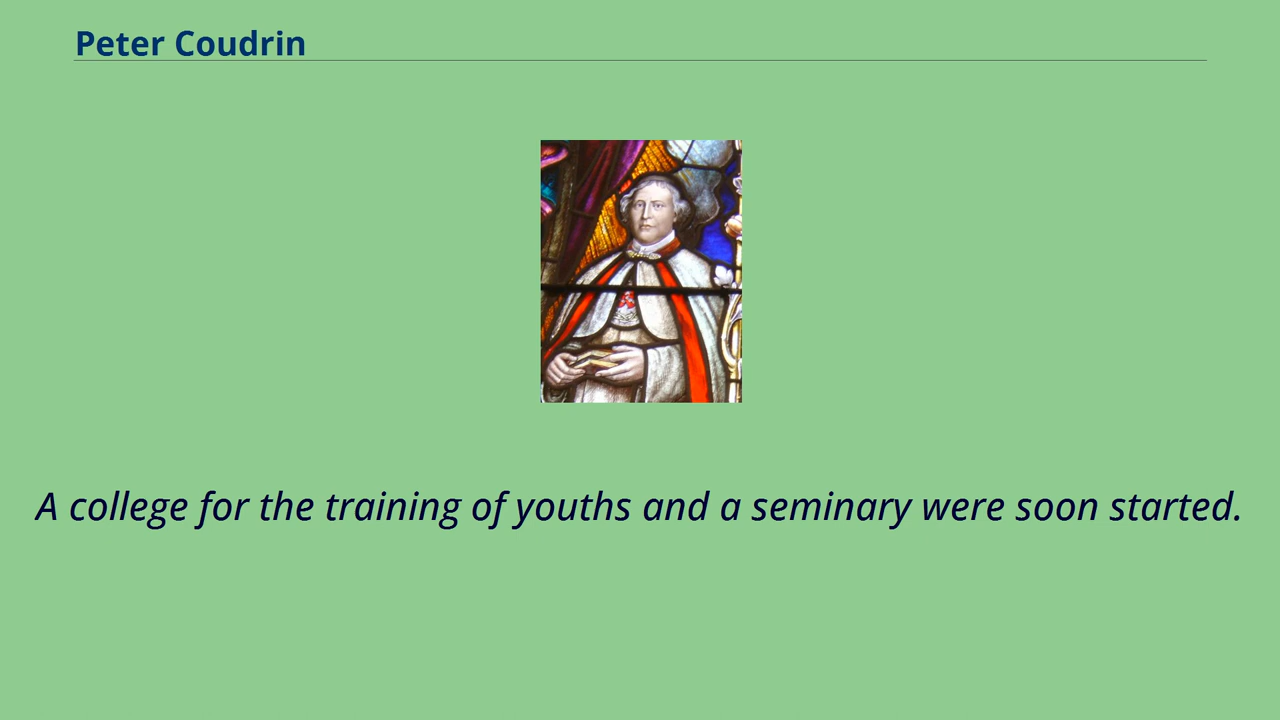 Peter Coudrin
A college for the training of youths and a seminary were soon started.